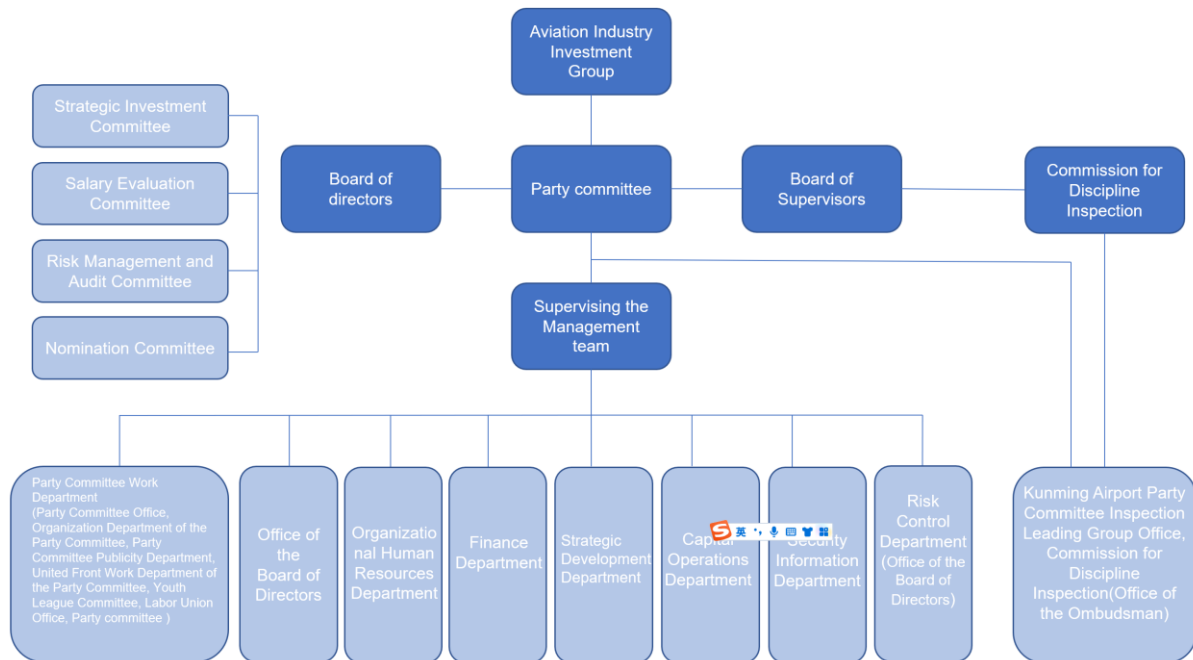 Aviation Industry
Investment
Group
Strategic Investment
Committee
Salary Evaluation
Committee
Risk Management and
Audit Committee
Nomination Committee
Board of
directors
Party committee
Board of
Supervisors
Commission for
Discipline
Inspection
Supervising the
Management
team
Party Committee Work
Department
(Party Committee Office,
Organization Department of the
Party Committee, Party
Committee Publicity Department,
United Front Work Department of
the Party Committee, Youth
League Committee, Labor Union
Office, Party committee )
Office of
the
Board of
Directors
Organizatio
nal Human
Resources
Department
Finance
Department
Strategic
Development
Department
Capital
Operations
Department
Security
Information
Department
Risk
Control
Department
(Office of the
Board of
Directors)
Kunming Airport Party
Committee Inspection
Leading Group Office,
Commission for
Discipline
Inspection(Office of
the Ombudsman)
S 英